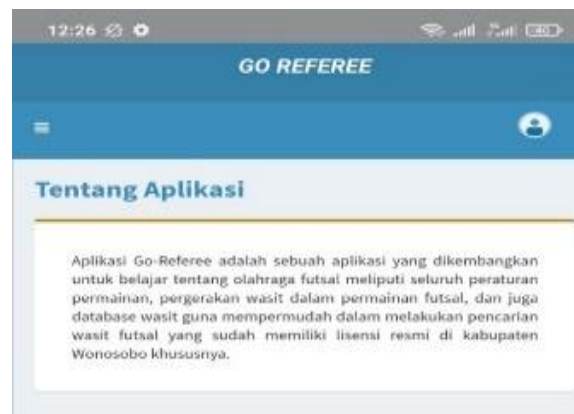 12:26
GO REFEREE
Tentang Aplikasi
Aplikasi Go-Referee adalah sebuah aplikasi yang dikembangkan
untuk belajar tentang olahraga futsal meliputi seluruh peraturan
permainan, pergerakan wasit dalam permainan futsal, dan juga
database wasit guna mempermudah dalam melakukan pencarian
wasit futsal yang sudah memiliki lisensi resmi di kabupaten
Wonosobo khususnya.